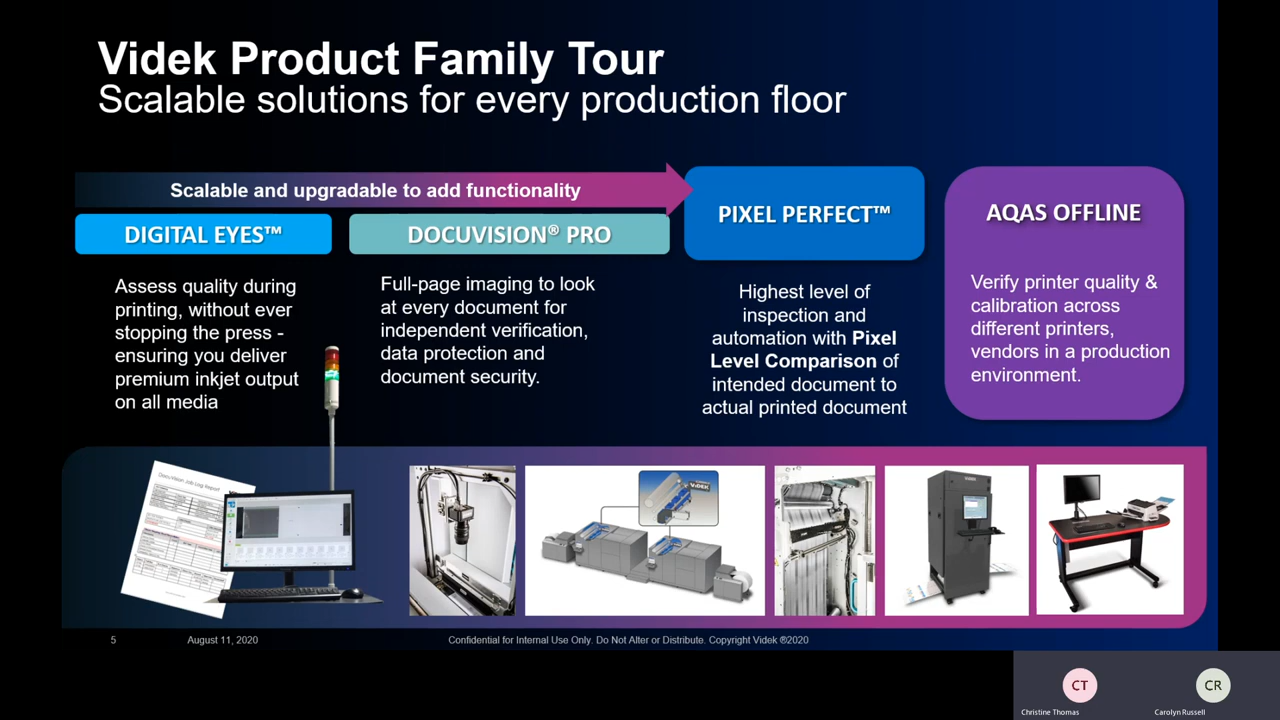 Videk Product Family Tour
Scalable solutions for every production floor
Scalable and upgradable to add functionality
DIGITAL EYES™
DOCUVISION® PRO
PIXEL PERFECT™
AQAS OFFLINE
Assess quality during
printing, without ever
stopping the press -
ensuring you deliver
premium inkjet output
on all media
Full-page imaging to look
at every document for
independent verification,
data protection and
document security.
Highest level of
inspection and
automation with Pixel
Level Comparison of
intended document to
actual printed document
Verify printer quality &
calibration across
different printers,
vendors in a production
environment.
DocuVision Job Log Report
VIDEK
5
August 11, 2020
Confidential for Internal Use Only. Do Not Alter or Distribute. Copyright Videk ®2020
CT
CR
Christine Thomas
Carolyn Russell